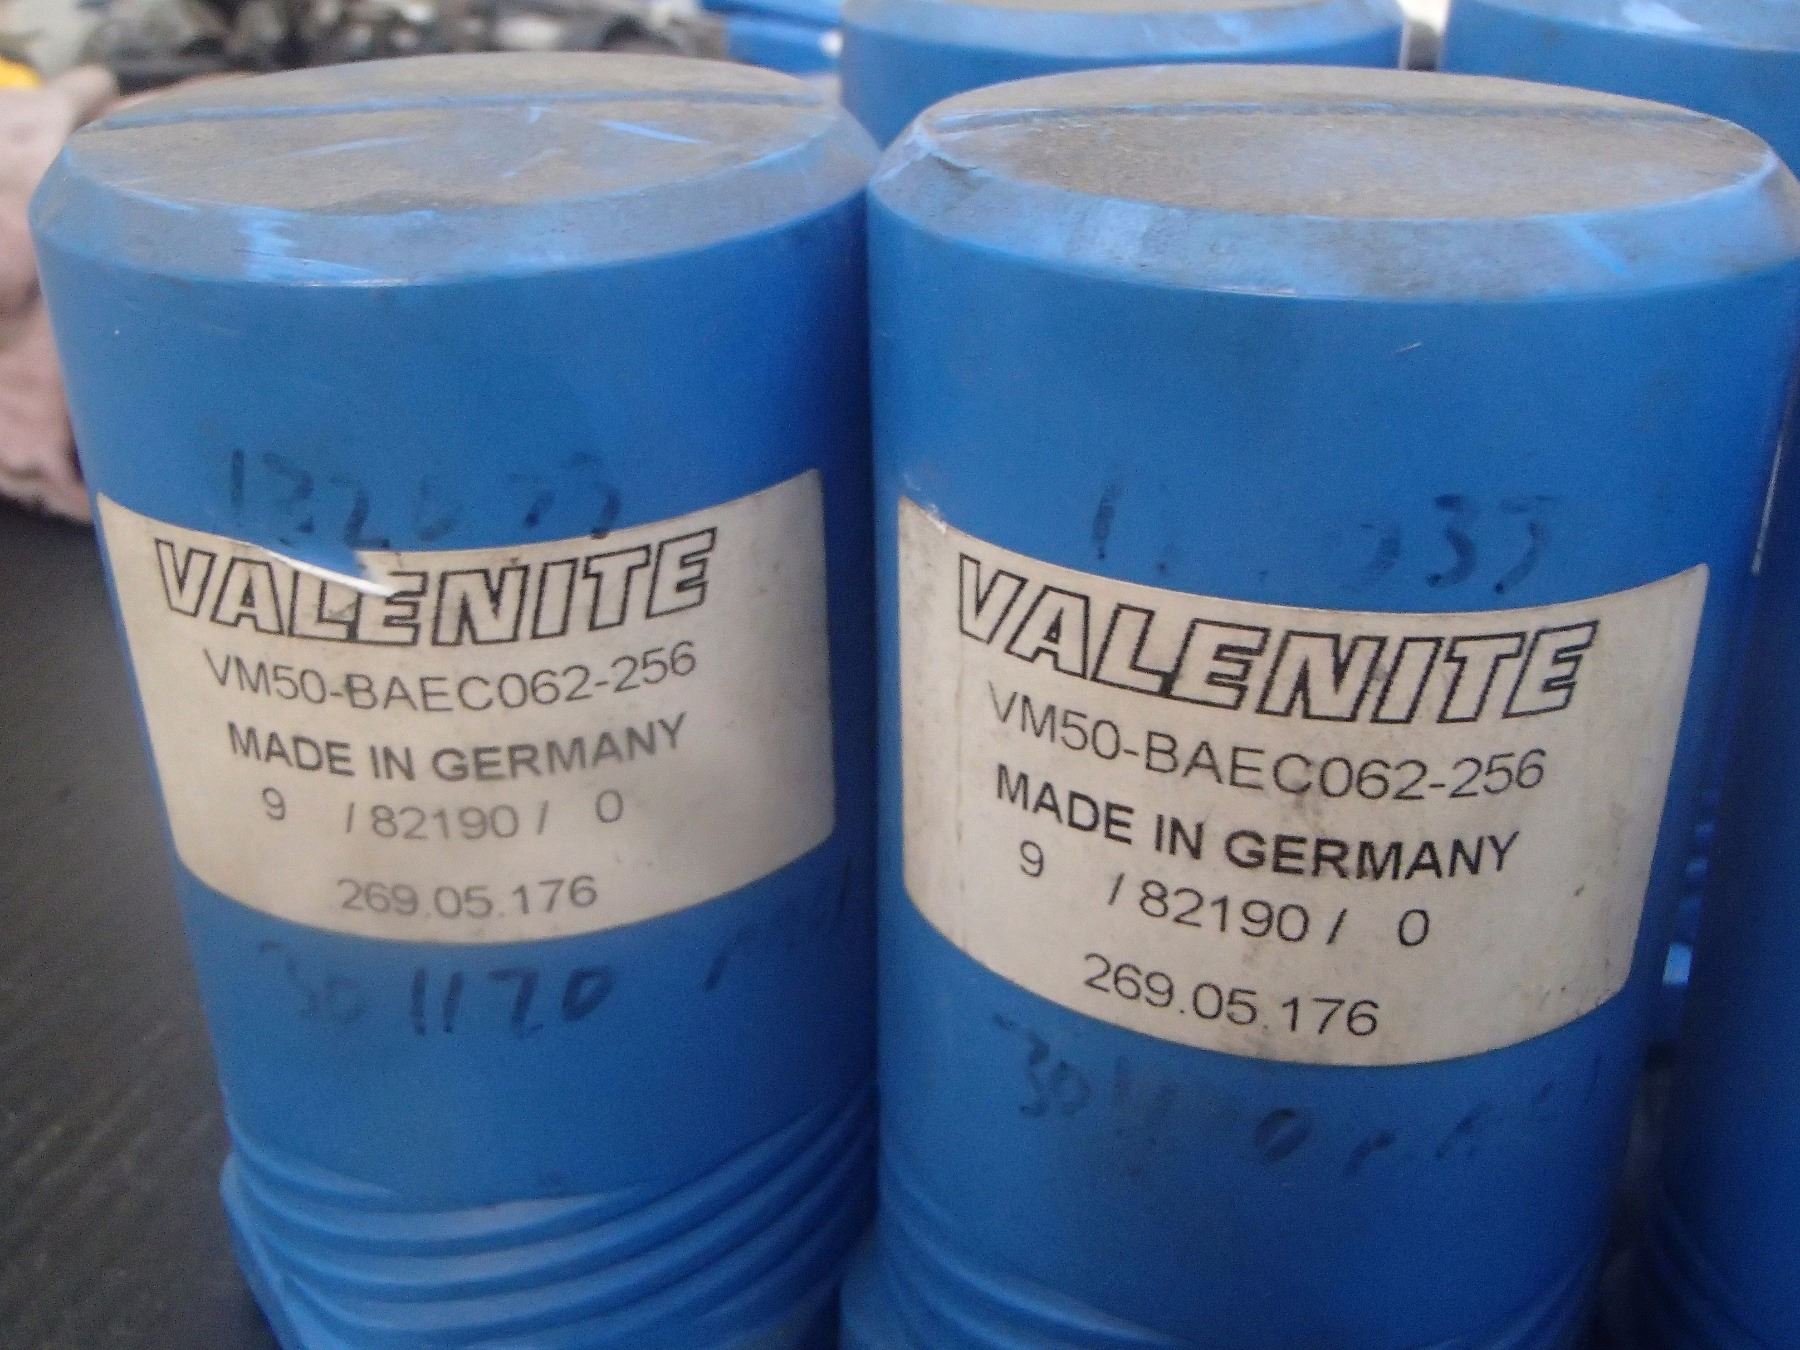 VALENITE
VM50-BAEC062-256
MADE IN GERMANY
9 / 82190 / 0
269.05.176
301170
VALENITE
VM50-BAEC062-256
MADE IN GERMANY
9 / 82190 / 0
269.05.176